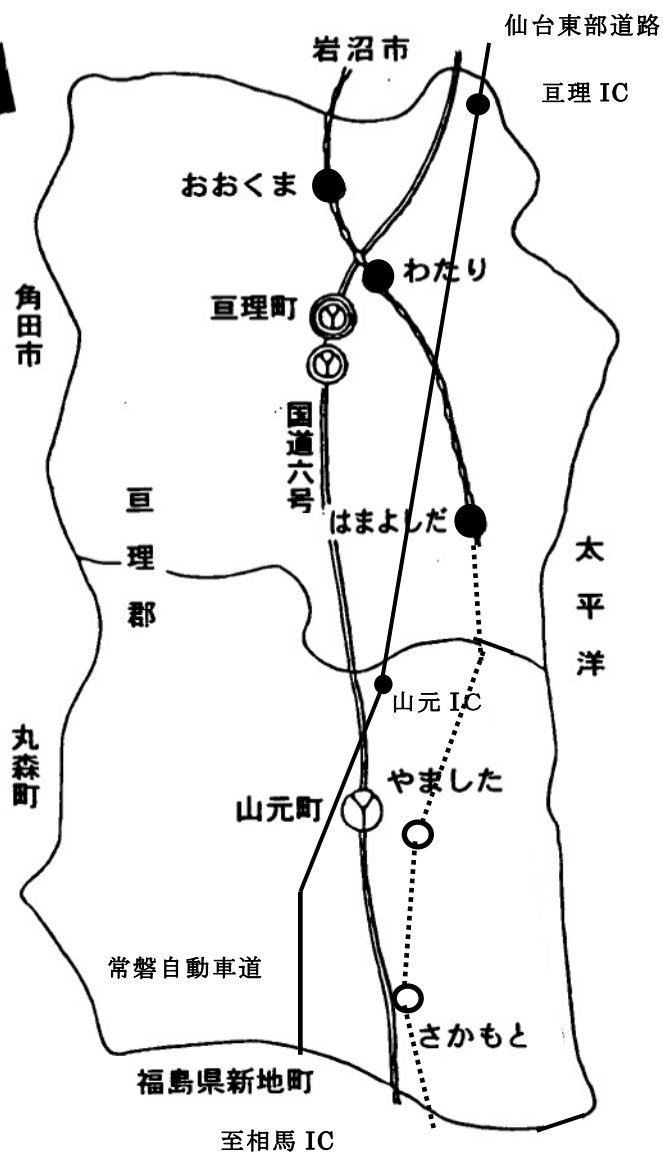 仙台東部道路
岩沼市
亘理 IC
おおくま
わたり
角田市
亘理町
国道六号
はまよしだ
亘理郡
太平洋
山元 IC
丸森町
やました
山元町
常磐自動車道
さかもと
福島県新地町
至相馬 IC